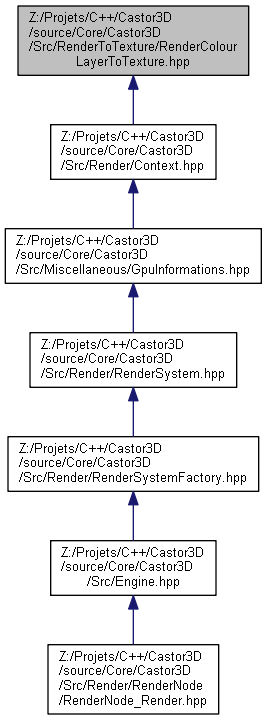 Z:/Projets/C++/Castor3D
/source/Core/Castor3D
/Src/RenderToTexture/RenderColour
LayerToTexture.hpp
Z:/Projets/C++/Castor3D
/source/Core/Castor3D
/Src/Render/Context.hpp
Z:/Projets/C++/Castor3D
/source/Core/Castor3D
/Src/Miscellaneous/GpuInformations.hpp
Z:/Projets/C++/Castor3D
/source/Core/Castor3D
/Src/Render/RenderSystem.hpp
Z:/Projets/C++/Castor3D
/source/Core/Castor3D
/Src/Render/RenderSystemFactory.hpp
Z:/Projets/C++/Castor3D
/source/Core/Castor3D
/Src/Engine.hpp
Z:/Projets/C++/Castor3D
/source/Core/Castor3D
/Src/Render/RenderNode
/RenderNode_Render.hpp